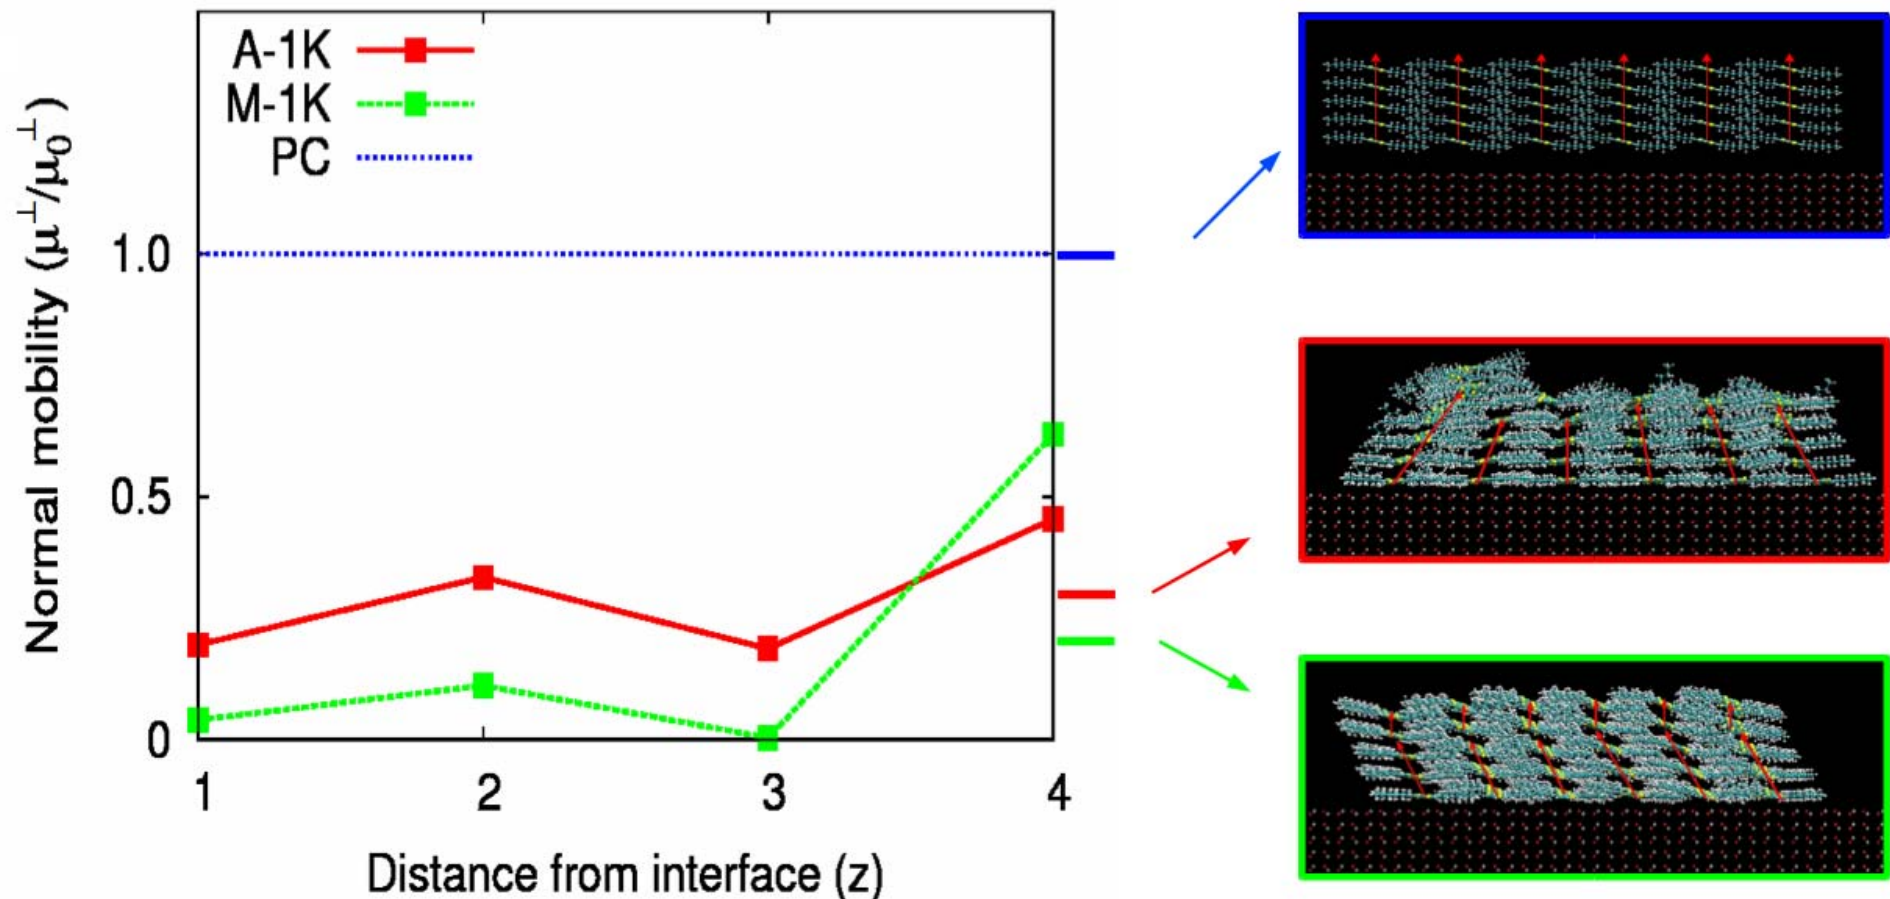 A-1K
M-1K
PC
Normal mobility (μ⊥/μ0⊥)
1.0
0.5
0
1 2 3 4
Distance from interface (z)